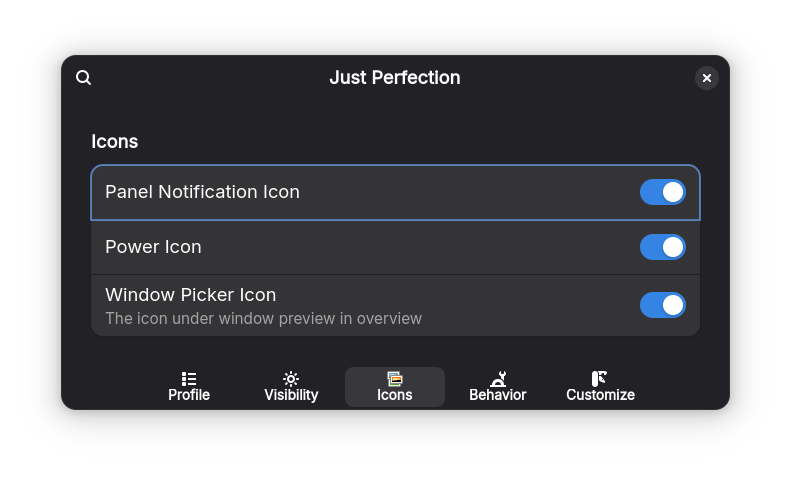 Just Perfection
Icons
Panel Notification Icon
Power Icon
Window Picker Icon
The icon under window preview in overview
Profile
Visibility
Icons
Behavior
Customize